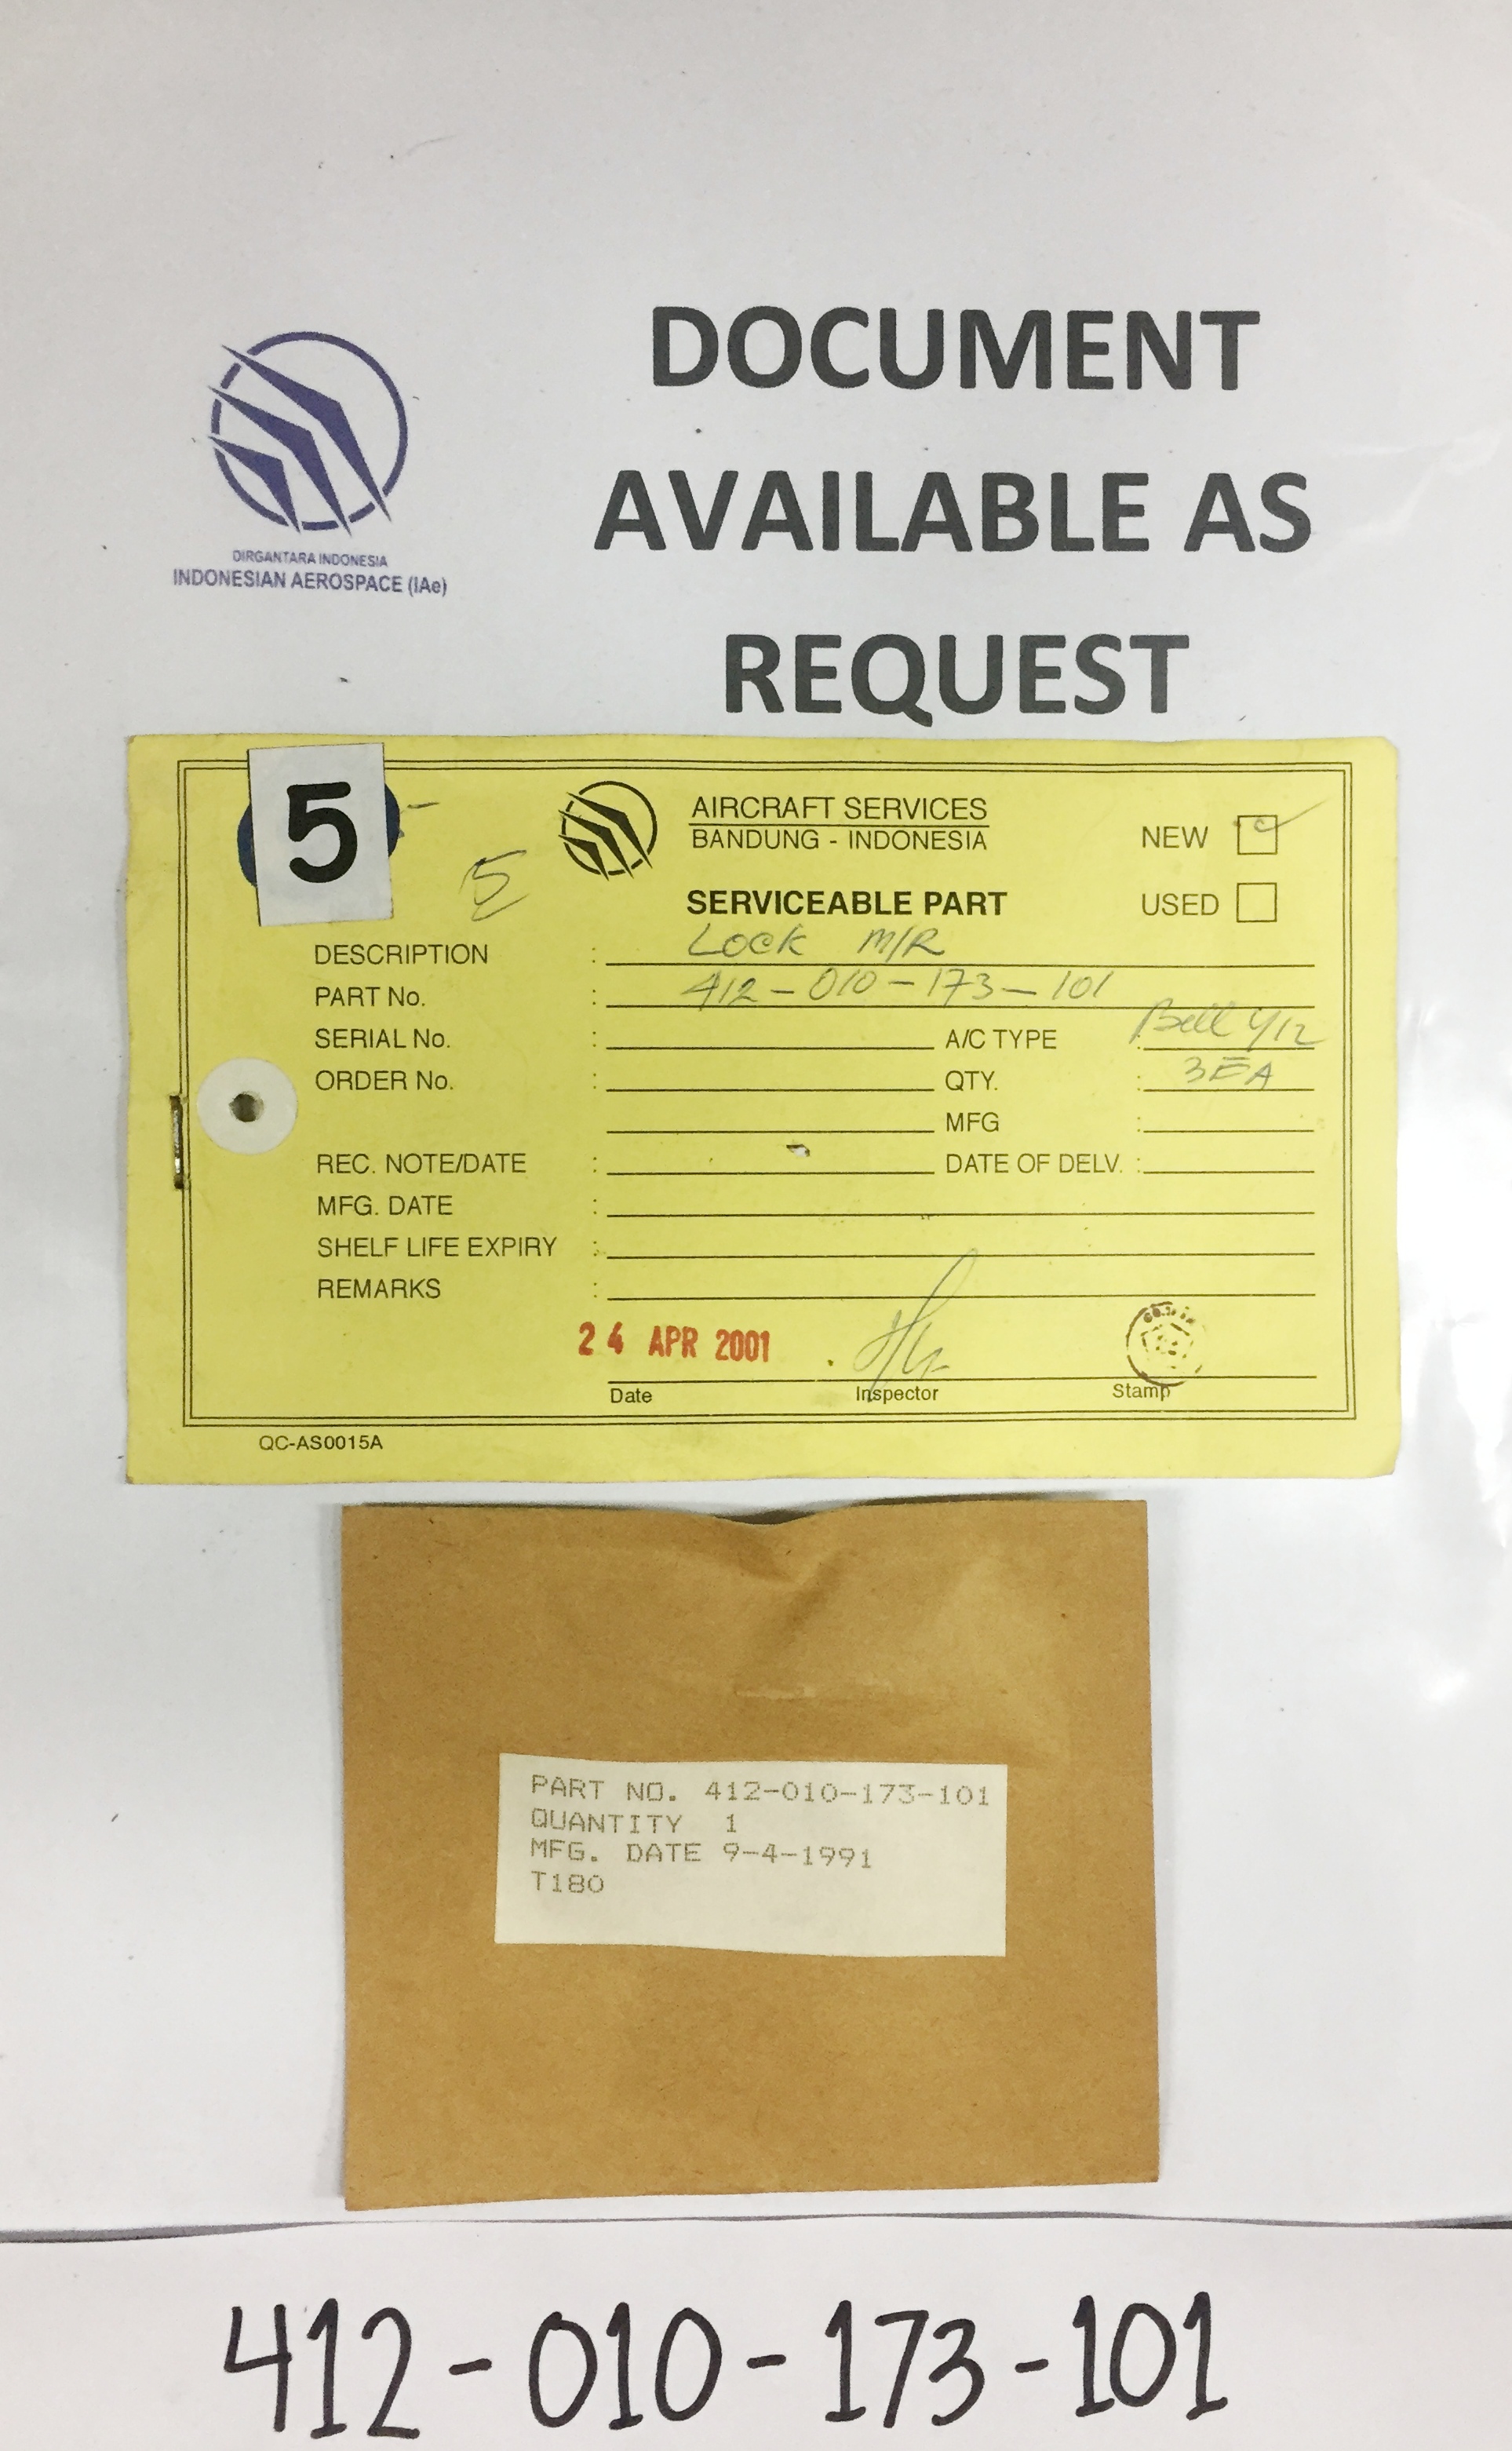 DOCUMENT
AVAILABLE AS
REQUEST
DIRGANTARA INDONESIA
INDONESIAN AEROSPACE (IAe)
5
5
AIRCRAFT SERVICES
BANDUNG - INDONESIA
NEW
SERVICEABLE PART
USED
DESCRIPTION : LOCK M/R
PART No. : 412-010-173-101
SERIAL No. : A/C TYPE : Bell 412
ORDER No. : QTY. : 3EA
MFG :
REC. NOTE/DATE : DATE OF DELV. :
MFG. DATE :
SHELF LIFE EXPIRY :
REMARKS :
24 APR 2001
Date Inspector Stamp
QC-AS0015A
PART NO. 412-010-173-101
QUANTITY 1
MFG. DATE 9-4-1991
T180
412-010-173-101